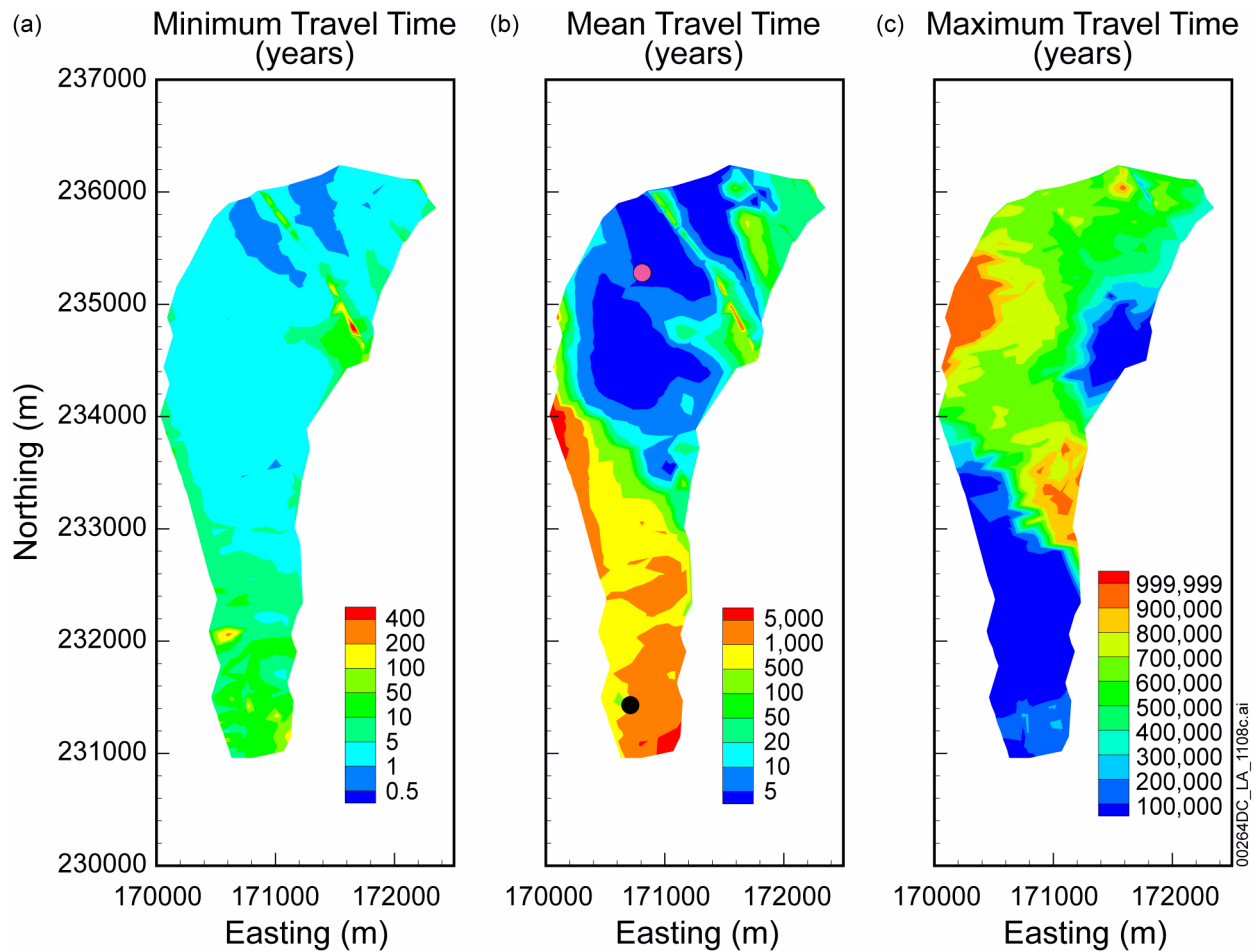 (a) Minimum Travel Time
(years)
(b) Mean Travel Time
(years)
(c) Maximum Travel Time
(years)
Northing (m)
237000
236000
235000
234000
233000
232000
231000
230000
400
200
100
50
10
5
1
0.5
170000 171000 172000
Easting (m)
5,000
1,000
500
100
50
20
10
5
170000 171000 172000
Easting (m)
999,999
900,000
800,000
700,000
600,000
500,000
400,000
300,000
200,000
100,000
170000 171000 172000
Easting (m)
00264DC_LA_1108c.ai